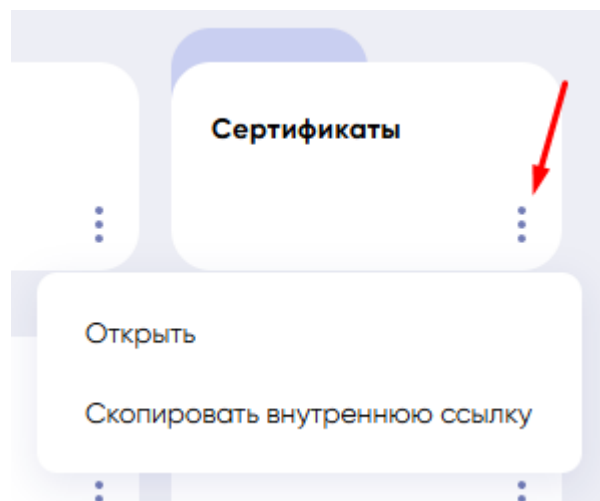 Сертификаты
Открыть
Скопировать внутреннюю ссылку